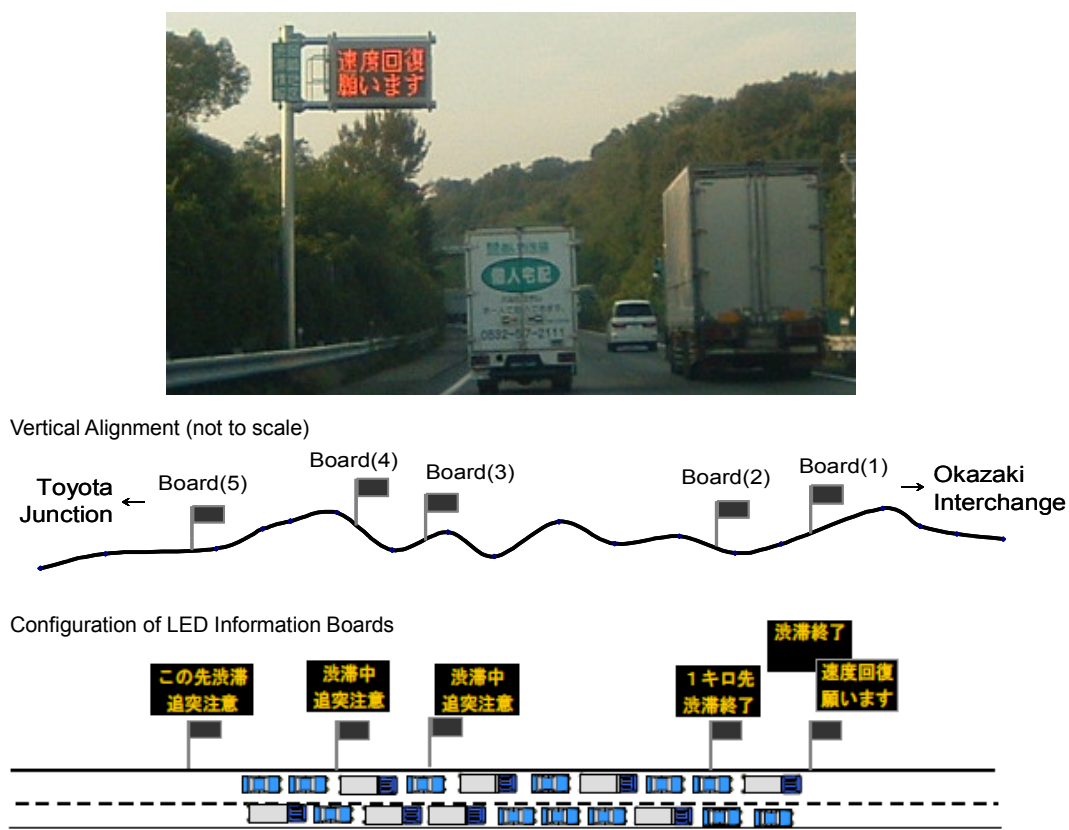 速度回復
願います
個人宅配
0532-57-2111
Vertical Alignment (not to scale)
Toyota
Junction
Board(5)
Board(4)
Board(3)
Board(2)
Board(1)
Okazaki
Interchange
Configuration of LED Information Boards
この先渋滞
追突注意
渋滞中
追突注意
渋滞中
追突注意
1キロ先
渋滞終了
渋滞終了
速度回復
願います